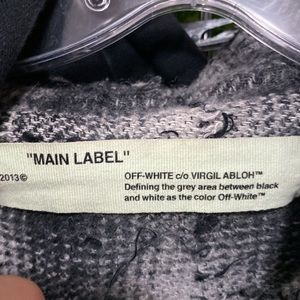 "MAIN LABEL"
2013©
OFF-WHITE c/o VIRGIL ABLOH™
Defining the grey area between black
and white as the color Off-White™